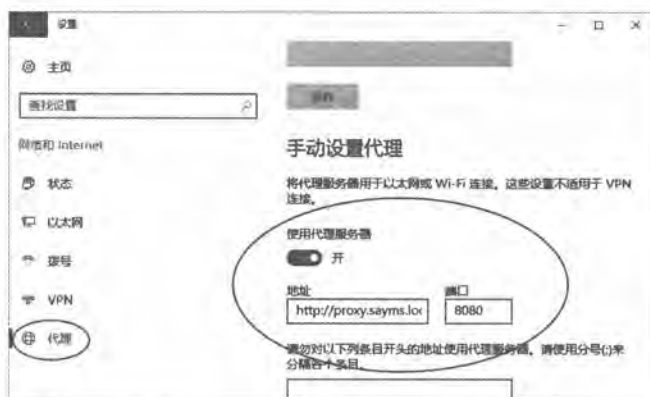 设置
主页
查找设置
网络和 Internet
状态
以太网
拨号
VPN
代理
保存
手动设置代理
将代理服务器用于以太网或 Wi-Fi 连接。这些设置不适用于 VPN
连接。
使用代理服务器
开
地址
端口
http://proxy.sayms.loc
8080
请勿对以下列条目开头的地址使用代理服务器。请使用分号(;)来
分隔各个条目。